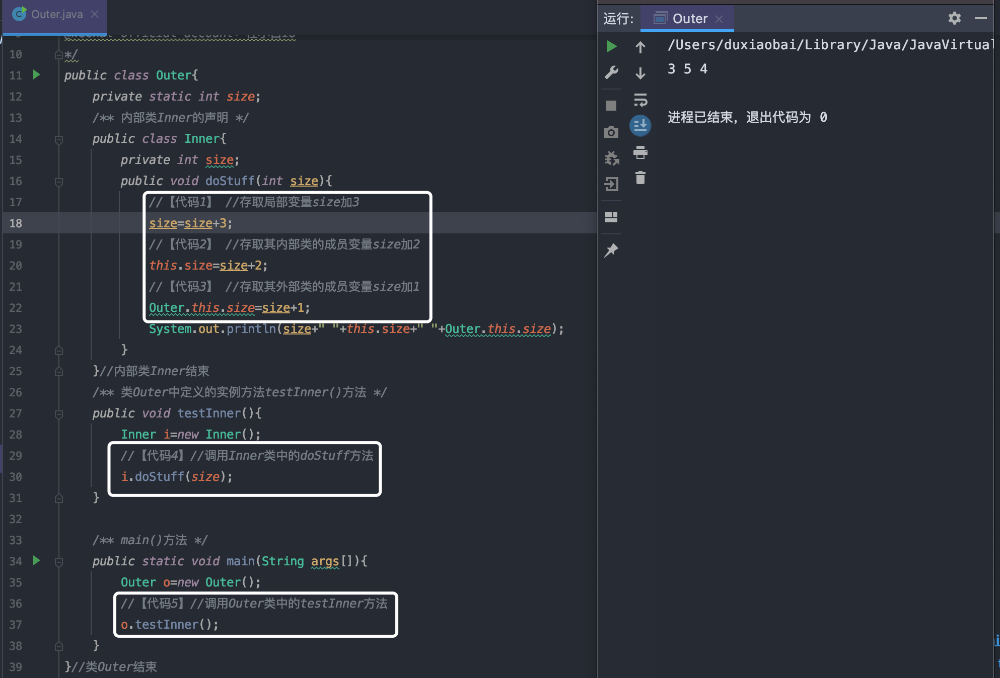 Outer.java
10 */
11 public class Outer{
12 private static int size;
13 /** 内部类Inner的声明 */
14 public class Inner{
15 private int size;
16 public void doStuff(int size){
17 //【代码1】 //存取局部变量size加3
18 size=size+3;
19 //【代码2】 //存取其内部类的成员变量size加2
20 this.size=size+2;
21 //【代码3】 //存取其外部类的成员变量size加1
22 Outer.this.size=size+1;
23 System.out.println(size+" "+this.size+" "+Outer.this.size);
24 }
25 }//内部类Inner结束
26 /** 类Outer中定义的实例方法testInner()方法 */
27 public void testInner(){
28 Inner i=new Inner();
29 //【代码4】//调用Inner类中的doStuff方法
30 i.doStuff(size);
31 }
32
33 /** main()方法 */
34 public static void main(String args[]){
35 Outer o=new Outer();
36 //【代码5】//调用Outer类中的testInner方法
37 o.testInner();
38 }
39 }//类Outer结束
运行: Outer
/Users/duxiaobai/Library/Java/JavaVirtual
3 5 4
进程已结束，退出代码为 0